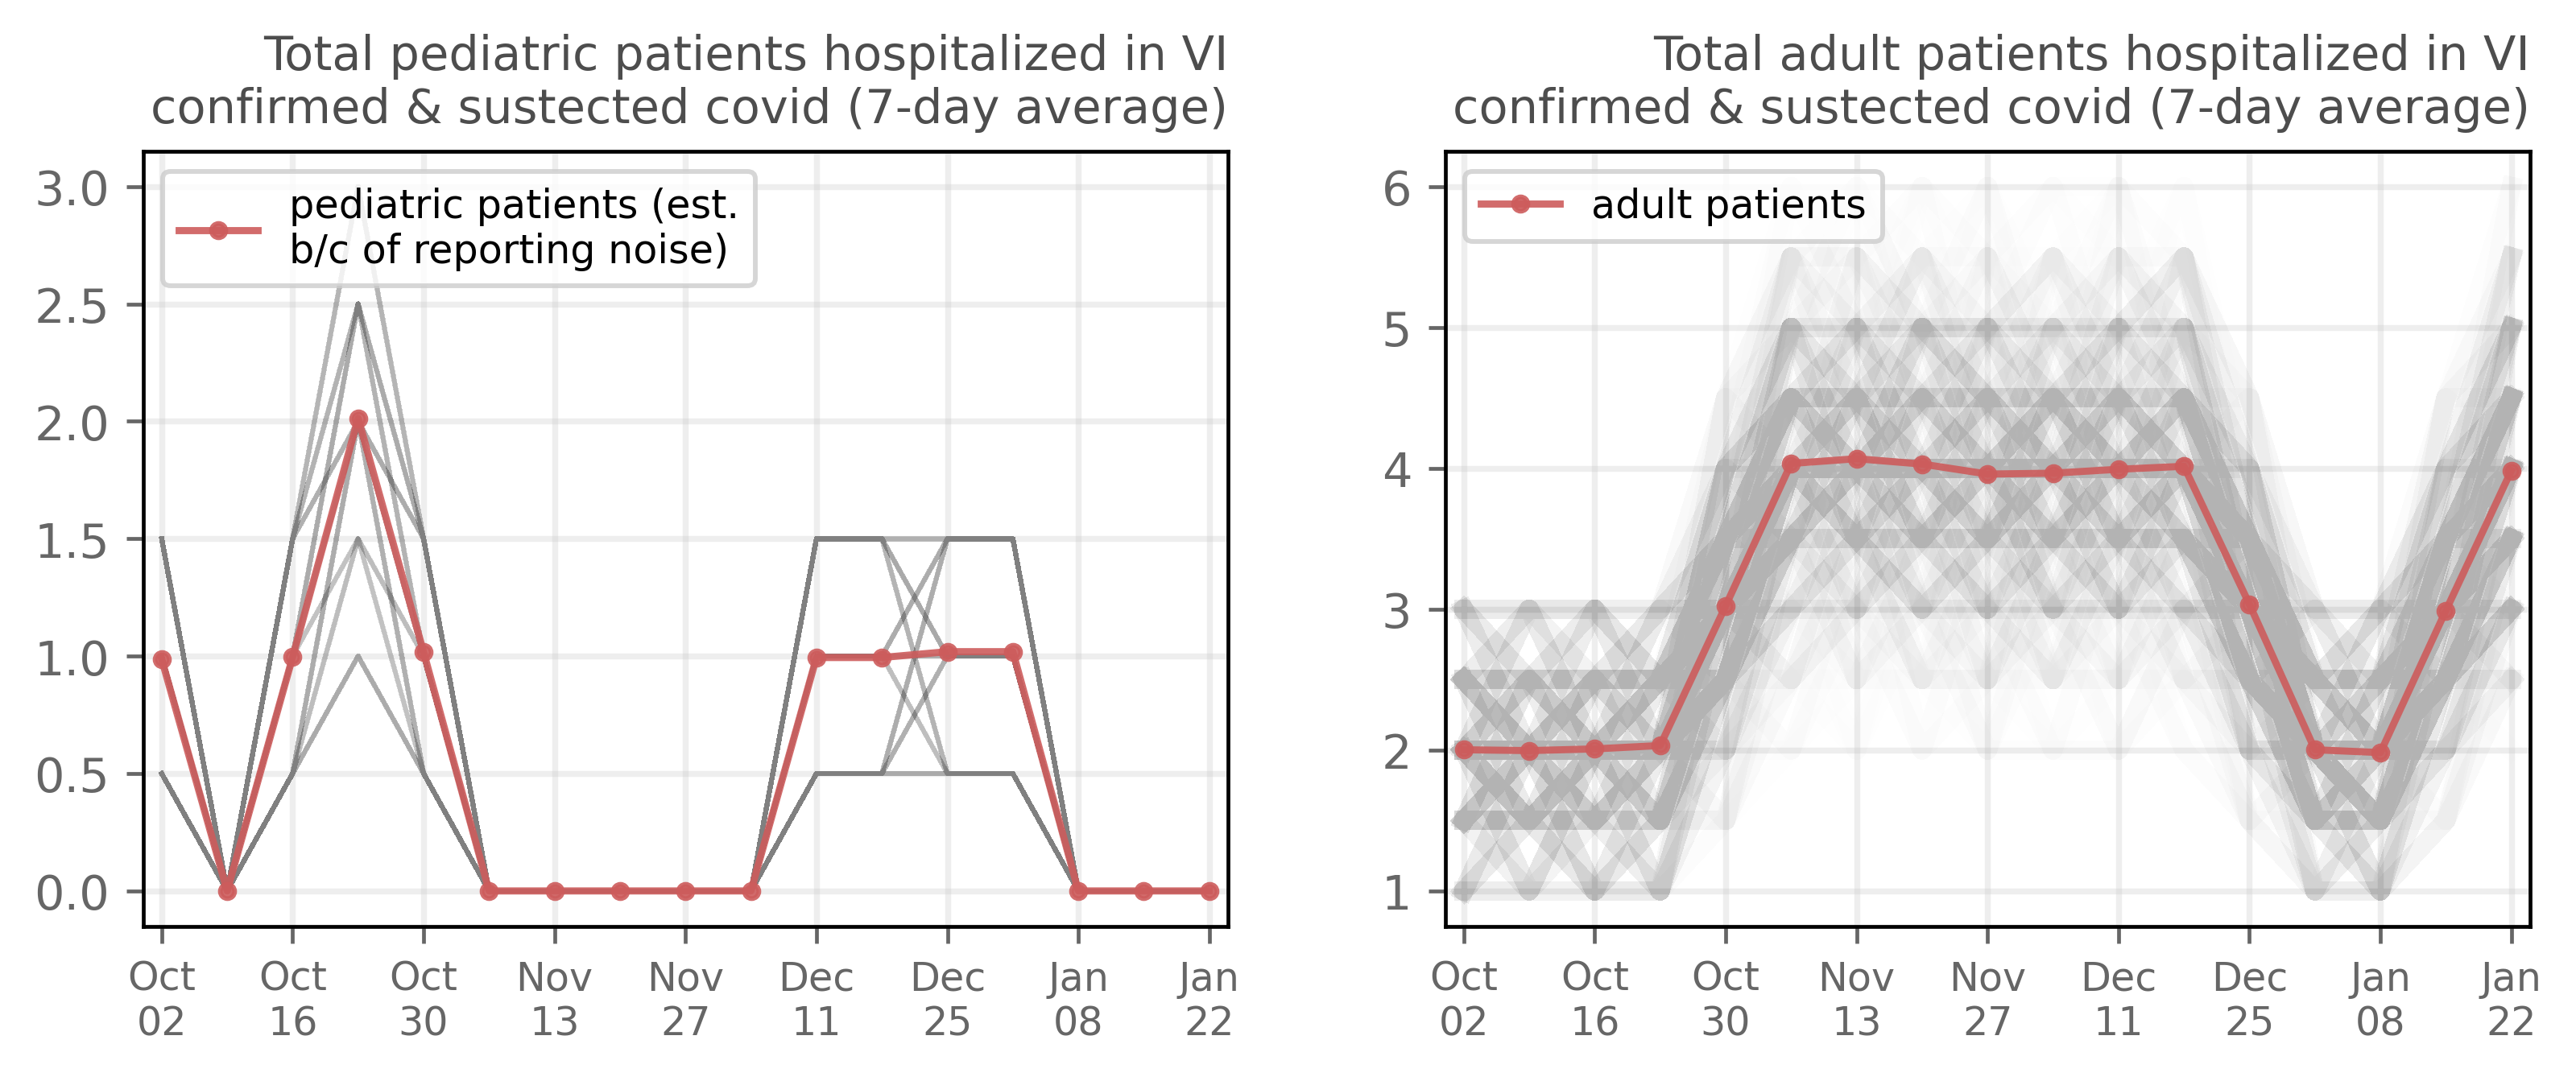 Total pediatric patients hospitalized in VI
confirmed & sustected covid (7-day average)
pediatric patients (est.
b/c of reporting noise)
3.0
2.5
2.0
1.5
1.0
0.5
0.0
Oct Oct Oct Nov Nov Dec Dec Jan Jan
02 16 30 13 27 11 25 08 22
Total adult patients hospitalized in VI
confirmed & sustected covid (7-day average)
adult patients
6
5
4
3
2
1
Oct Oct Oct Nov Nov Dec Dec Jan Jan
02 16 30 13 27 11 25 08 22